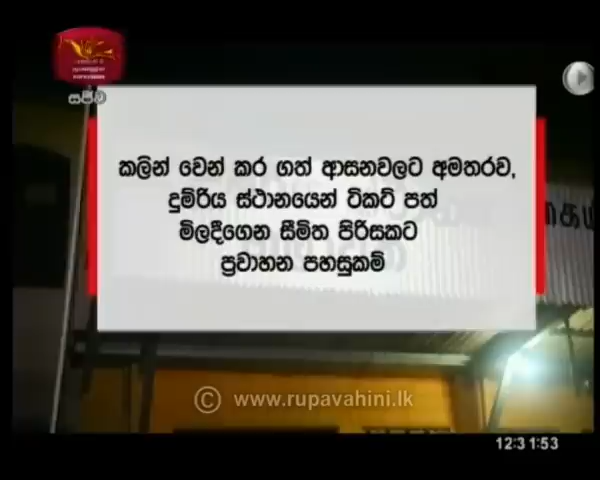 සජීව
කලින් වෙන් කර ගත් ආසනවලට අමතරව,
දුම්රිය ස්ථානයෙන් ටිකට් පත්
මිලදීගෙන සීමිත පිරිසකට
ප්‍රවාහන පහසුකම්
© www.rupavahini.lk
12:31:53